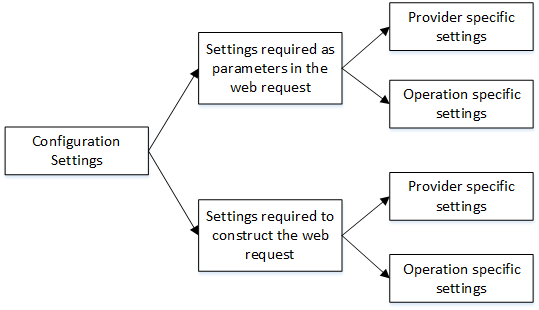 Configuration
Settings
Settings required as
parameters in the
web request
Provider specific
settings
Operation specific
settings
Settings required to
construct the web
request
Provider specific
settings
Operation specific
settings